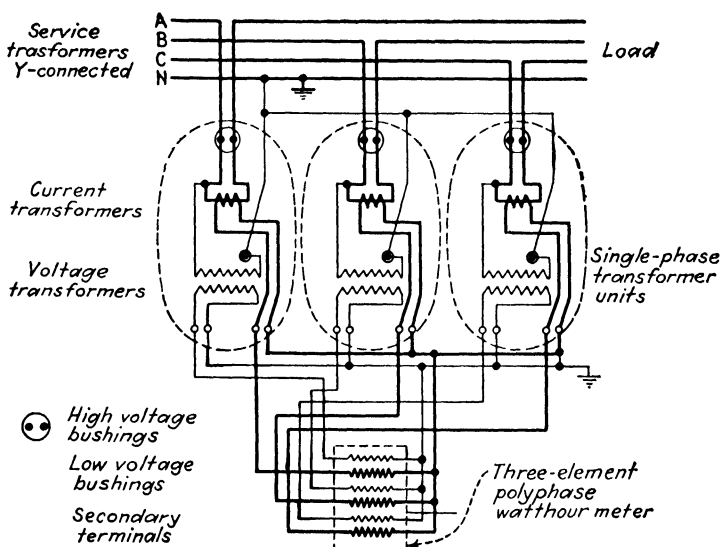 Service
trasformers
Y-connected
A
B
C
N
Load
Current
transformers
Voltage
transformers
Single-phase
transformer
units
High voltage
bushings
Low voltage
bushings
Secondary
terminals
Three-element
polyphase
watthour meter